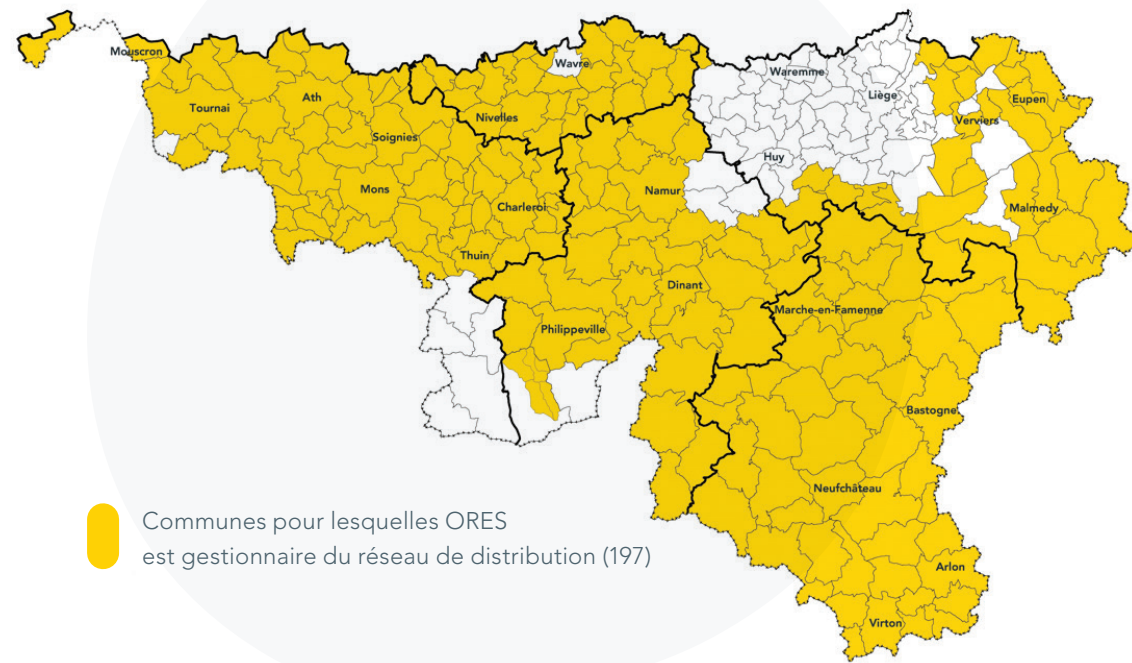 Mouscron
Wavre
Waremme
Tournai
Ath
Liège
Eupen
Nivelles
Verviers
Soignies
Huy
Mons
Namur
Charleroi
Malmedy
Thuin
Dinant
Marche-en-Famenne
Philippeville
Bastogne
Neufchâteau
Communes pour lesquelles ORES
est gestionnaire du réseau de distribution (197)
Arlon
Virton